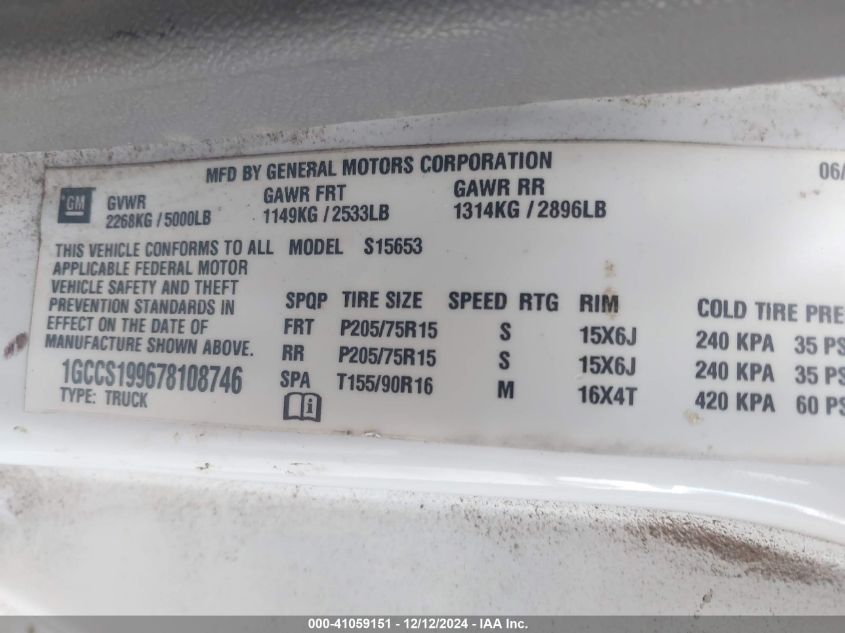 MFD BY GENERAL MOTORS CORPORATION 06/
GM GVWR GAWR FRT GAWR RR
2268KG / 5000LB 1149KG / 2533LB 1314KG / 2896LB
THIS VEHICLE CONFORMS TO ALL MODEL S15653
APPLICABLE FEDERAL MOTOR
VEHICLE SAFETY AND THEFT
PREVENTION STANDARDS IN
EFFECT ON THE DATE OF
MANUFACTURE SHOWN ABOVE.
1GCCS199678108746
TYPE: TRUCK
SPQP TIRE SIZE SPEED RTG RIM COLD TIRE PRE
FRT P205/75R15 S 15X6J 240 KPA 35 PS
RR P205/75R15 S 15X6J 240 KPA 35 PS
SPA T155/90R16 M 16X4T 420 KPA 60 PS
000-41059151 - 12/12/2024 - IAA Inc.